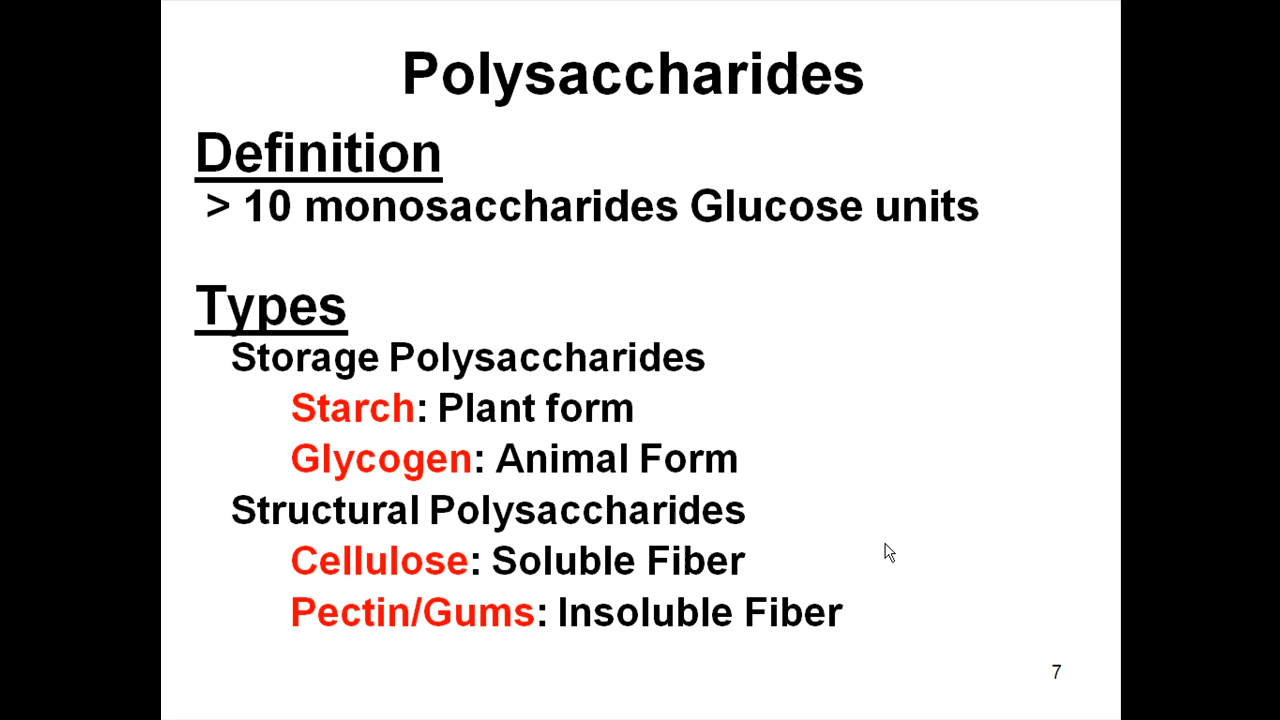 Polysaccharides
Definition
> 10 monosaccharides Glucose units
Types
Storage Polysaccharides
Starch: Plant form
Glycogen: Animal Form
Structural Polysaccharides
Cellulose: Soluble Fiber
Pectin/Gums: Insoluble Fiber
7